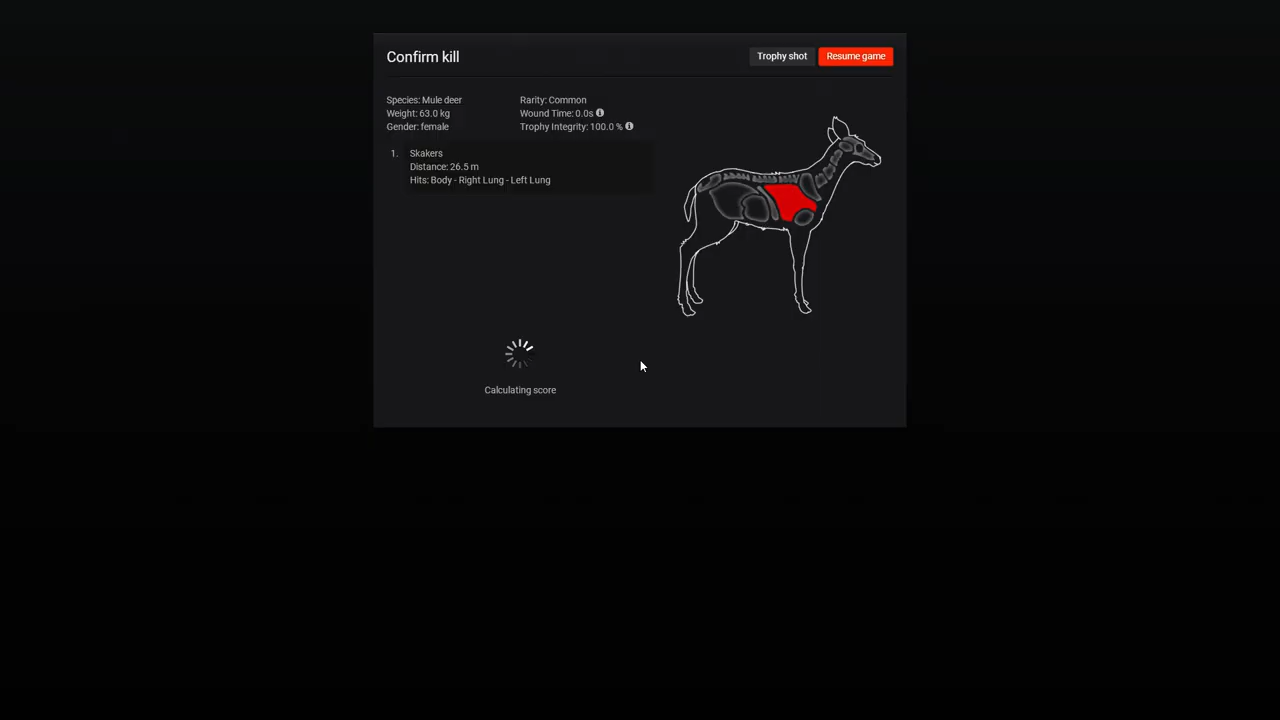 Confirm kill
Trophy shot
Resume game
Species: Mule deer
Weight: 63.0 kg
Gender: female
Rarity: Common
Wound Time: 0.0s
Trophy Integrity: 100.0 %
1. Skakers
Distance: 26.5 m
Hits: Body - Right Lung - Left Lung
Calculating score